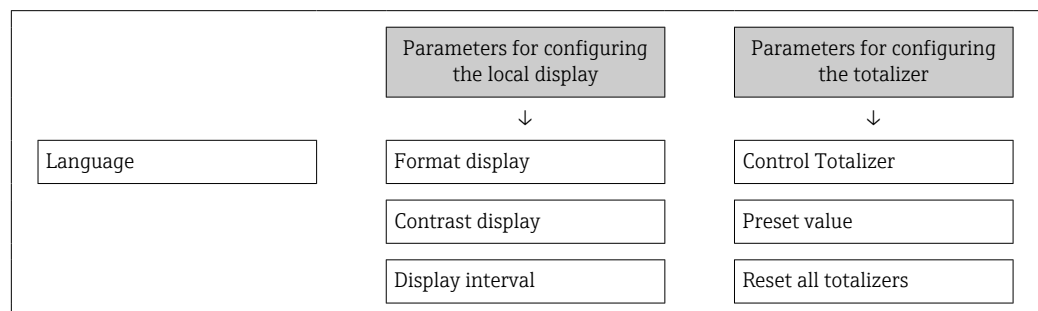 Parameters for configuring
the local display
Parameters for configuring
the totalizer
↓
↓
Language
Format display
Control Totalizer
Contrast display
Preset value
Display interval
Reset all totalizers